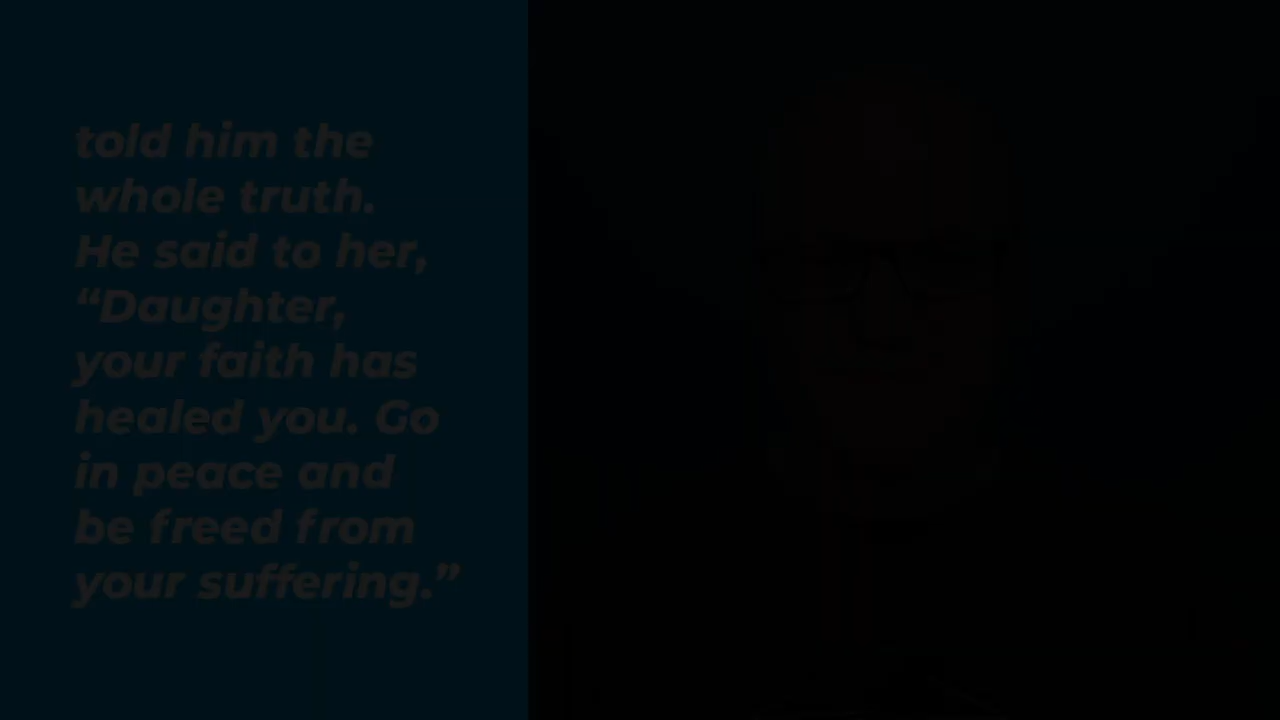 told him the
whole truth.
He said to her,
“Daughter,
your faith has
healed you. Go
in peace and
be freed from
your suffering.”